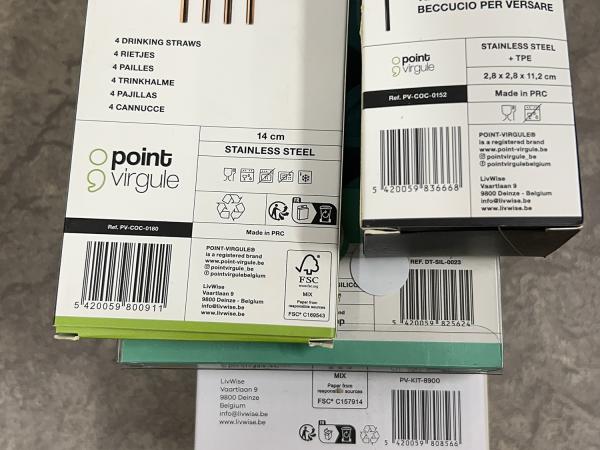 4 DRINKING STRAWS
4 RIETJES
4 PAILLES
4 TRINKHALME
4 PAJILLAS
4 CANNUCCE
point
virgule
14 cm
STAINLESS STEEL
Ref. PV-COC-0160
FR
Made in PRC
POINT-VIRGULE®
is a registered brand
www.point-virgule.be
pointvirgule_be
pointvirgulebelgium
LivWise
Vaartlaan 9
9800 Deinze - Belgium
info@livwise.be
www.livwise.be
FSC
www.fsc.org
MIX
Paper from
responsible sources
FSC® C169543
5 420059 800911
BECCUCCIO PER VERSARE
point
virgule
STAINLESS STEEL
+ TPE
2,8 x 2,8 x 11,2 cm
Ref. PV-COC-0152
Made in PRC
POINT-VIRGULE®
is a registered brand
www.point-virgule.be
pointvirgule_be
pointvirgulebelgium
LivWise
Vaartlaan 9
9800 Deinze - Belgium
info@livwise.be
www.livwise.be
5 420059 836668
REF. DT-SIL-0023
5 420059 825624
LivWise
Vaartlaan 9
9800 Deinze
Belgium
info@livwise.be
www.livwise.be
MIX
Paper from
responsible sources
FSC® C157914
FR
PV-KIT-8900
5 420059 808566